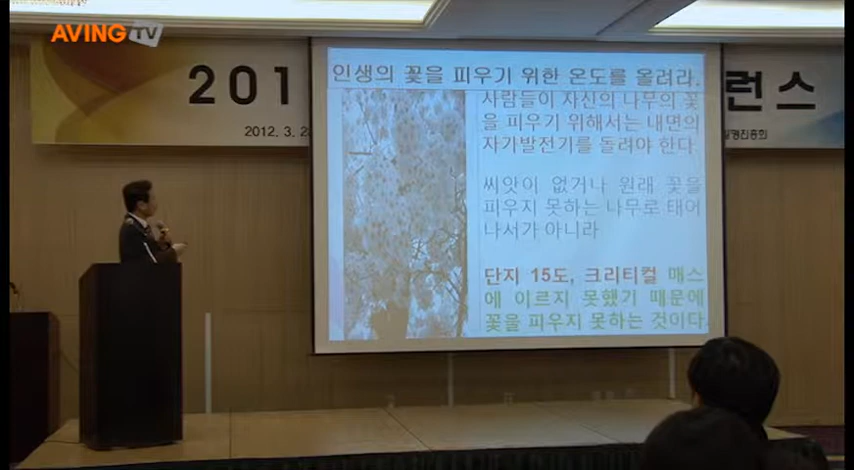 AVING TV
201
2012. 3. 2
런스
인생의 꽃을 피우기 위한 온도를 올려라.
사람들이 자신의 나무의 꽃
을 피우기 위해서는 내면의
자기발전기를 돌려야 한다.
씨앗이 없거나 원래 꽃을
피우지 못하는 나무로 태어
나서가 아니라
단지 15도, 크리티컬 매스
에 이르지 못했기 때문에
꽃을 피우지 못하는 것이다